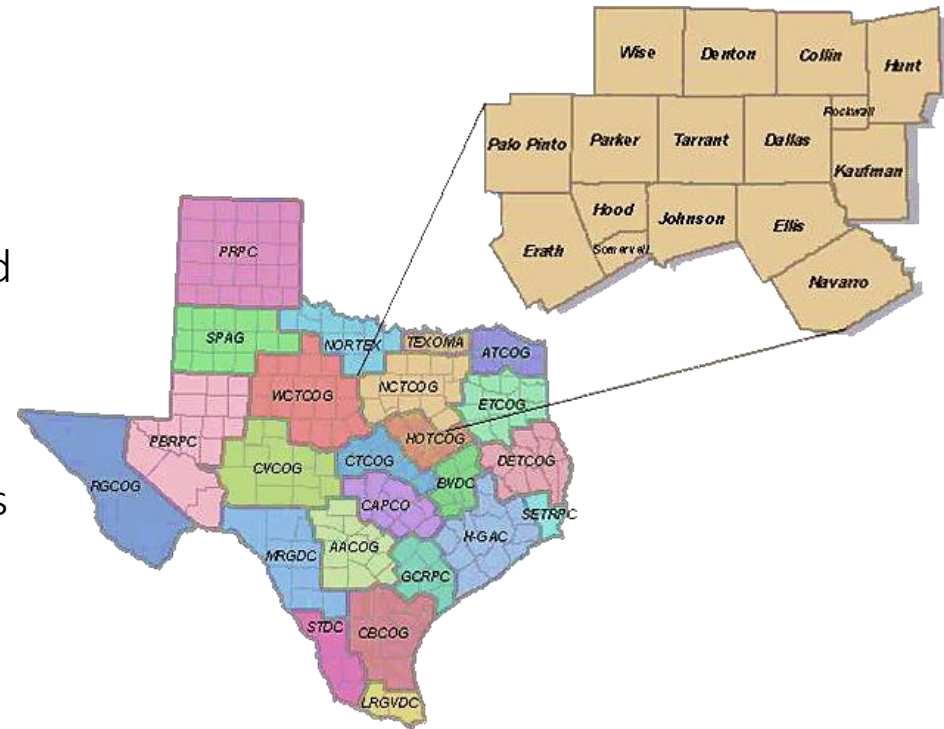 Wise Denton Collin Hunt
Rockwall
Palo Pinto Parker Tarrant Dallas
Kaufman
Hood Johnson Ellis
Erath Somervell
Navarro
d
PRPC
SPAG NORTEX TEXOMA ATCOG
WCTCOG NCTCOG ETCOG
PBRPC HOTCOG
CVCOG CTCOG DETCOG
RGCOG BVDC
s
CAPCO SETRPC
MRGDC AACOG H-GAC
GCRPC
STDC CBCOG
LRGVDC